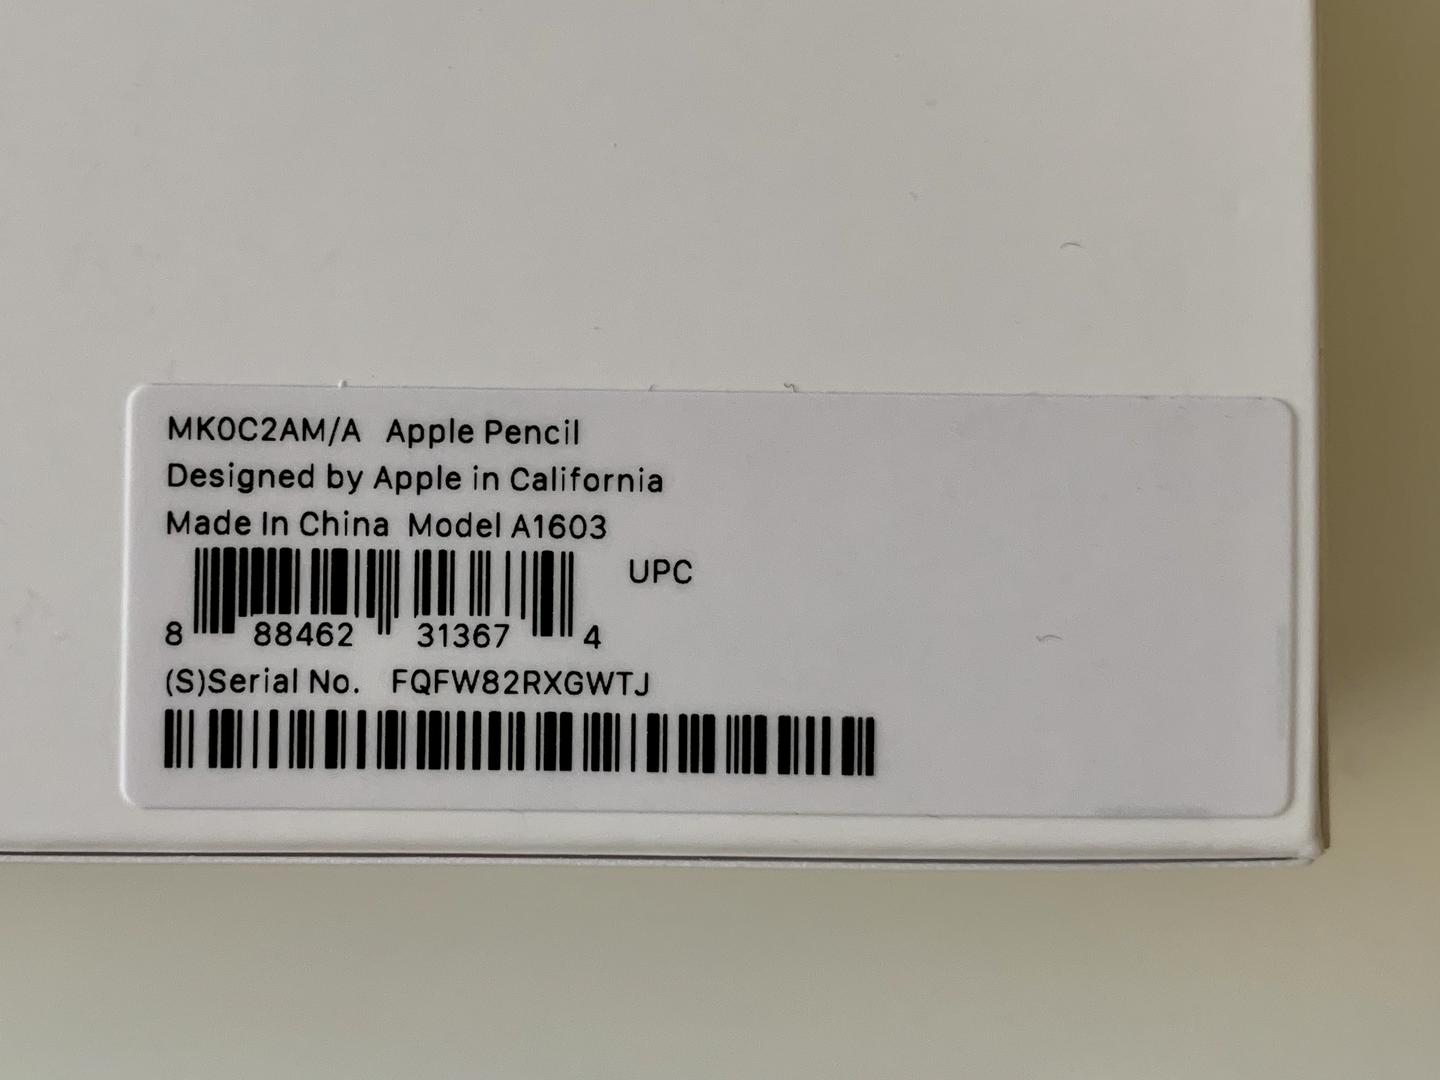 MK0C2AM/A Apple Pencil
Designed by Apple in California
Made In China Model A1603
UPC
8 88462 31367 4
(S)Serial No. FQFW82RXGWTJ